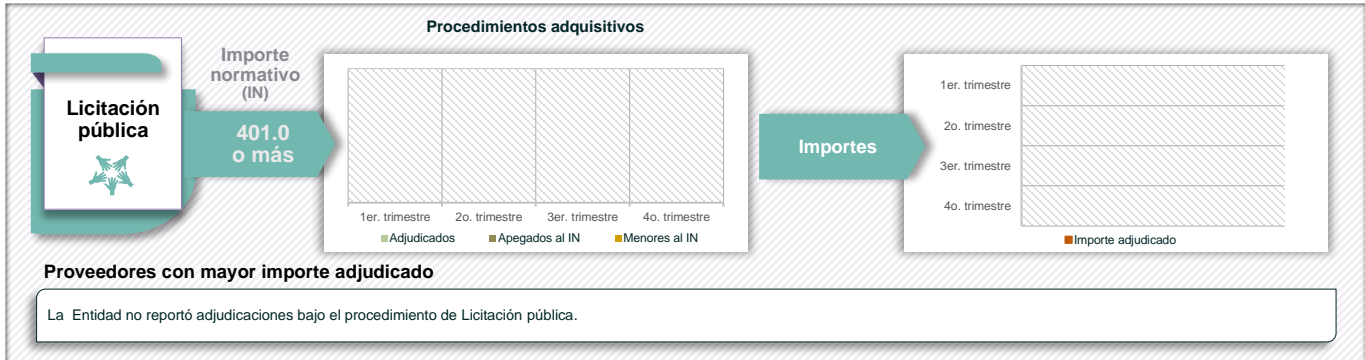 Procedimientos adquisitivos
Licitación
pública
Importe
normativo
(IN)
401.0
o más
1er. trimestre 2o. trimestre 3er. trimestre 4o. trimestre
Adjudicados Apegados al IN Menores al IN
Importes
1er. trimestre
2o. trimestre
3er. trimestre
4o. trimestre
Importe adjudicado
Proveedores con mayor importe adjudicado
La Entidad no reportó adjudicaciones bajo el procedimiento de Licitación pública.